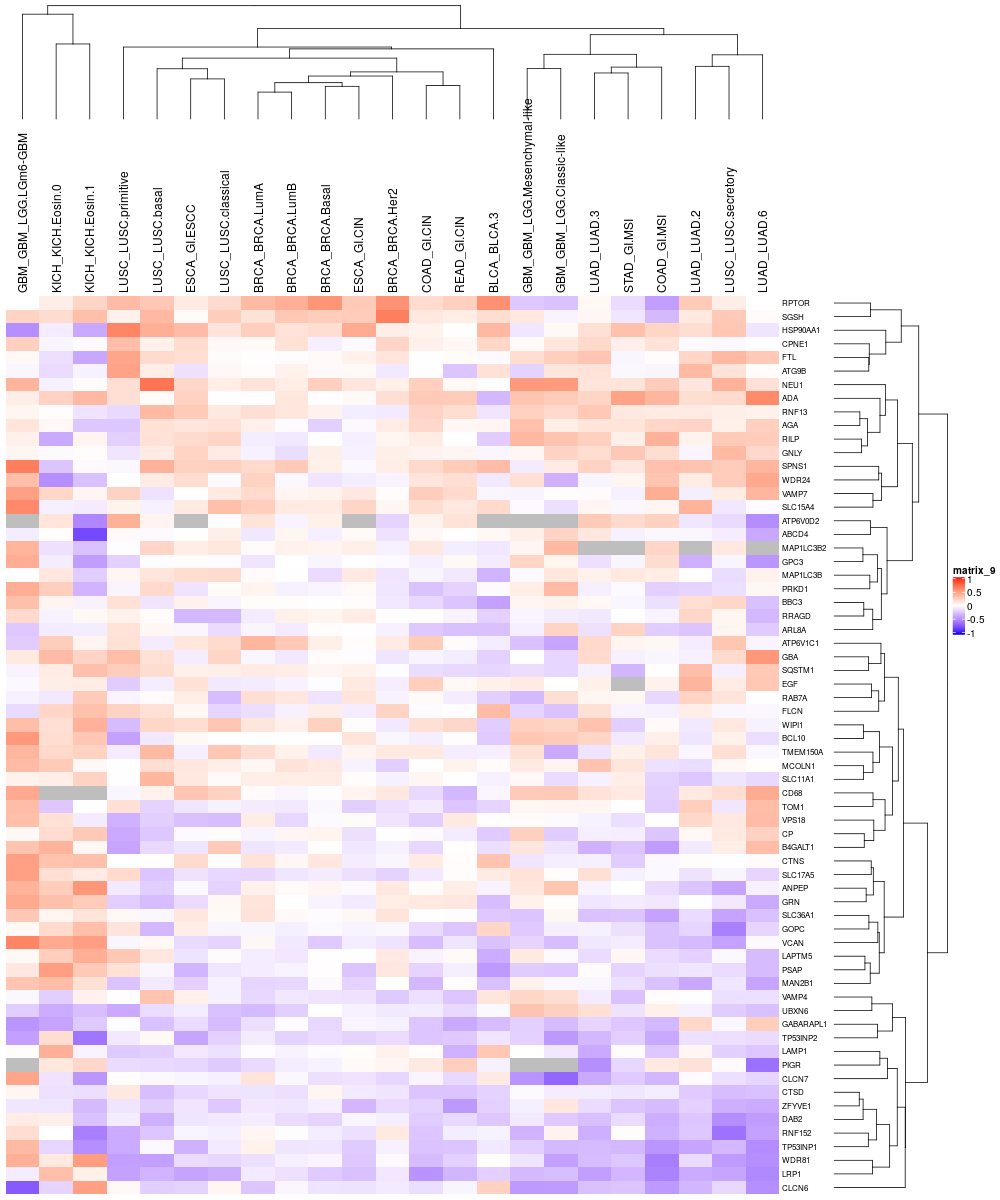 GBM_GBM_LGG.LGm6-GBM
KICH_KICH.Eosin.0
KICH_KICH.Eosin.1
LUSC_LUSC.primitive
LUSC_LUSC.basal
ESCA_GI.ESCC
LUSC_LUSC.classical
BRCA_BRCA.LumA
BRCA_BRCA.LumB
BRCA_BRCA.Basal
ESCA_GI.CIN
BRCA_BRCA.Her2
COAD_GI.CIN
READ_GI.CIN
BLCA_BLCA.3
GBM_GBM_LGG.Mesenchymal-like
GBM_GBM_LGG.Classic-like
LUAD_LUAD.3
STAD_GI.MSI
COAD_GI.MSI
LUAD_LUAD.2
LUSC_LUSC.secretory
LUAD_LUAD.6
RPTOR
SGSH
HSP90AA1
CPNE1
FTL
ATG9B
NEU1
ADA
RNF13
AGA
RILP
GNLY
SPNS1
WDR24
VAMP7
SLC15A4
ATP6V0D2
ABCD4
MAP1LC3B2
GPC3
MAP1LC3B
PRKD1
BBC3
RRAGD
ARL8A
ATP6V1C1
GBA
SQSTM1
EGF
RAB7A
FLCN
WIPI1
BCL10
TMEM150A
MCOLN1
SLC11A1
CD68
TOM1
VPS18
CP
B4GALT1
CTNS
SLC17A5
ANPEP
GRN
SLC36A1
GOPC
VCAN
LAPTM5
PSAP
MAN2B1
VAMP4
UBXN6
GABARAPL1
TP53INP2
LAMP1
PIGR
CLCN7
CTSD
ZFYVE1
DAB2
RNF152
TP53INP1
WDR81
LRP1
CLCN6
matrix_9
1
0.5
0
-0.5
-1